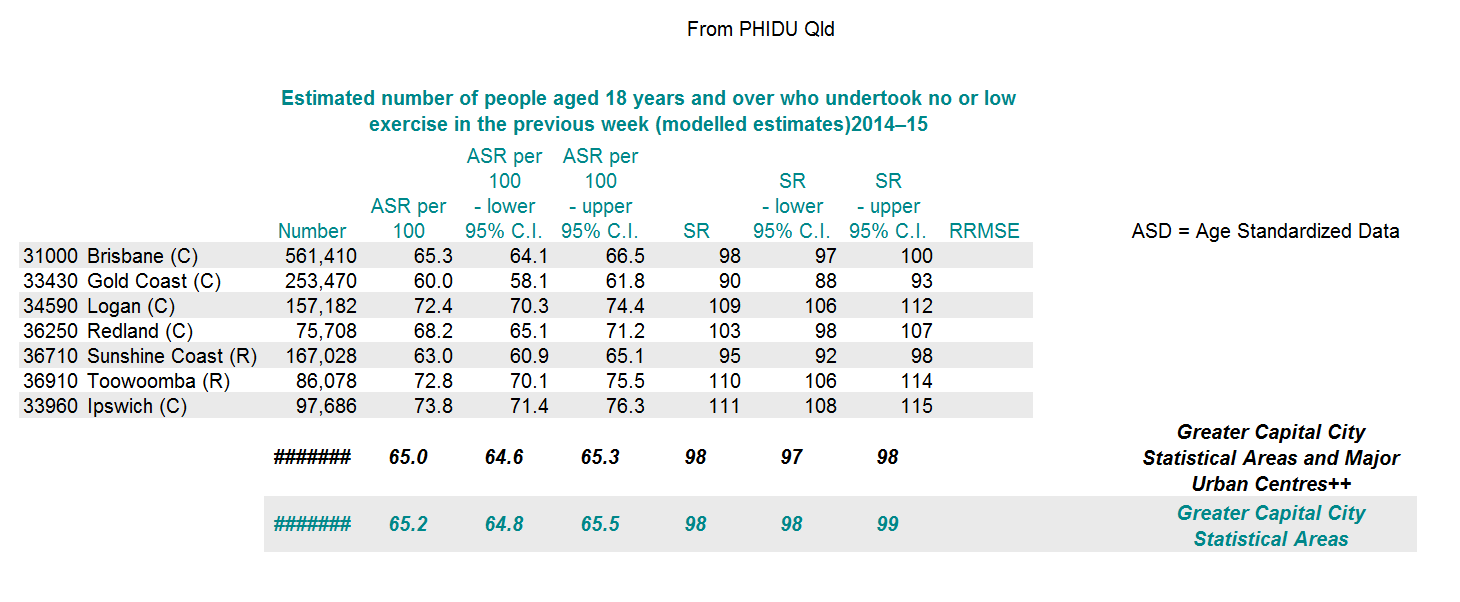 From PHIDU Qld
Estimated number of people aged 18 years and over who undertook no or low
exercise in the previous week (modelled estimates)2014–15
Number ASR per 100 ASR per 100 - lower 95% C.I. ASR per 100 - upper 95% C.I. SR SR - lower 95% C.I. SR - upper 95% C.I. RRMSE ASD = Age Standardized Data
31000 Brisbane (C) 561,410 65.3 64.1 66.5 98 97 100
33430 Gold Coast (C) 253,470 60.0 58.1 61.8 90 88 93
34590 Logan (C) 157,182 72.4 70.3 74.4 109 106 112
36250 Redland (C) 75,708 68.2 65.1 71.2 103 98 107
36710 Sunshine Coast (R) 167,028 63.0 60.9 65.1 95 92 98
36910 Toowoomba (R) 86,078 72.8 70.1 75.5 110 106 114
33960 Ipswich (C) 97,686 73.8 71.4 76.3 111 108 115
####### 65.0 64.6 65.3 98 97 98 Greater Capital City Statistical Areas and Major Urban Centres++
####### 65.2 64.8 65.5 98 98 99 Greater Capital City Statistical Areas